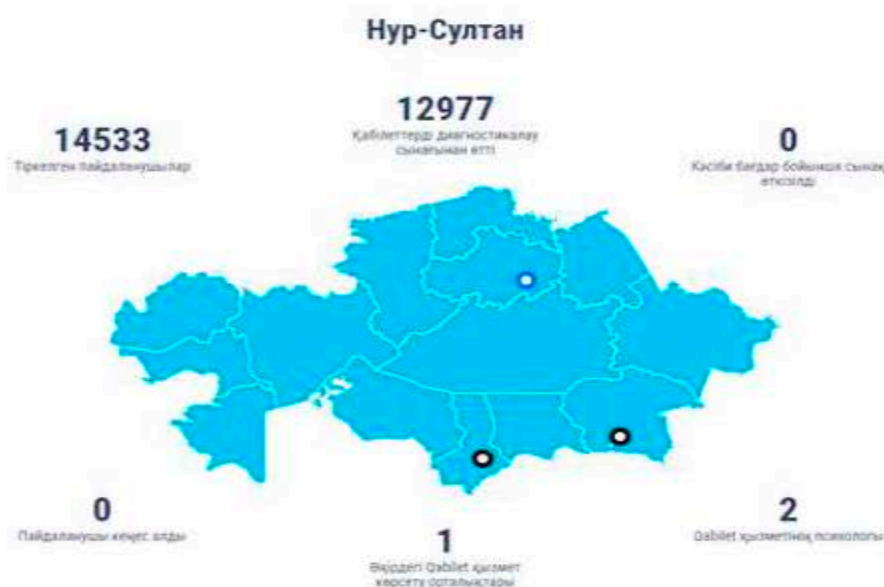 Нур-Султан
14533
Тіркелген пайдаланушылар
12977
Қабілеттерді диагностикалау
сынағынан өтті
0
Кәсіби бағдар бойынша сынақ
өткізілді
0
Пайдаланушы кеңес алды
1
Өңірдегі Qabilet қызмет
көрсету орталықтары
2
Qabilet қызметінің психологы